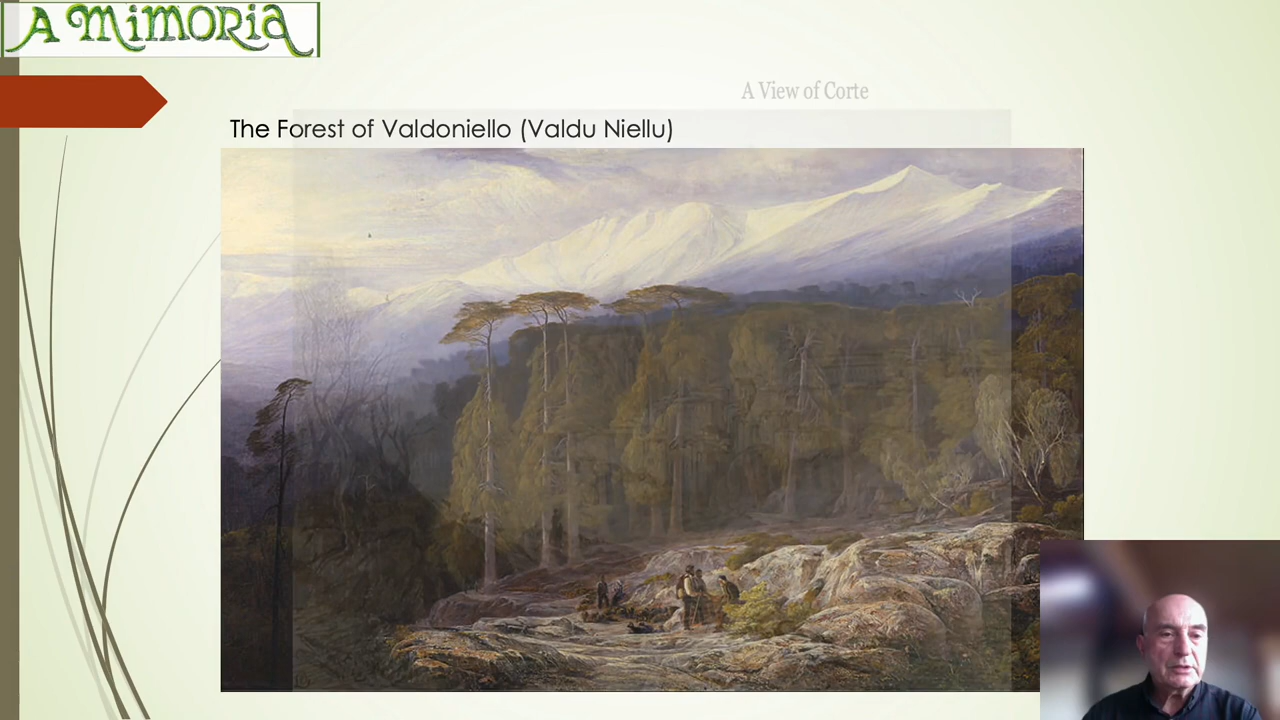 A MIMORIA
A View of Corte
The Forest of Valdoniello (Valdu Niellu)